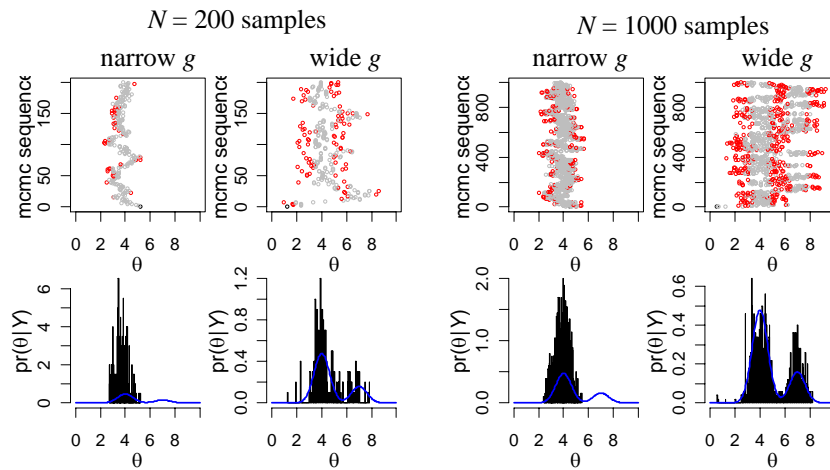 N = 200 samples
N = 1000 samples
narrow g
wide g
narrow g
wide g
mcmc sequence
0 50 150
0 2 4 6 8
θ
mcmc sequence
0 50 150
0 2 4 6 8
θ
mcmc sequence
0 400 800
0 2 4 6 8
θ
mcmc sequence
0 400 800
0 2 4 6 8
θ
pr(θ|Y)
0 2 4 6
0 2 4 6 8
θ
pr(θ|Y)
0.0 0.4 0.8 1.2
0 2 4 6 8
θ
pr(θ|Y)
0.0 1.0 2.0
0 2 4 6 8
θ
pr(θ|Y)
0.0 0.2 0.4 0.6
0 2 4 6 8
θ